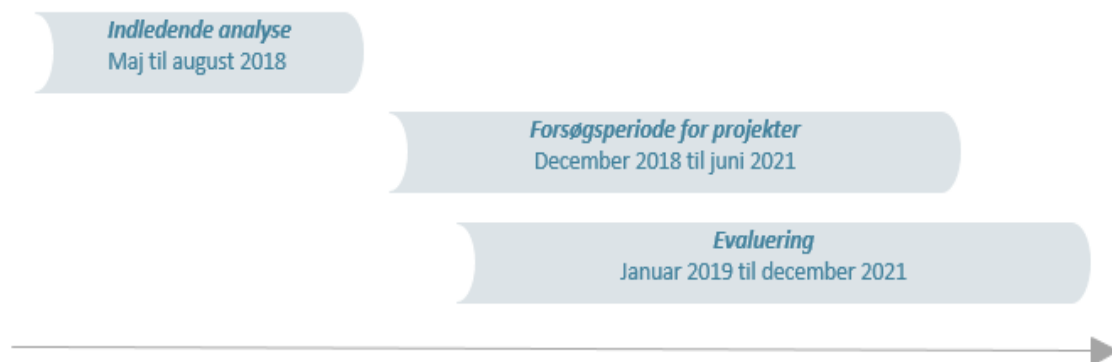 Indledende analyse
Maj til august 2018
Forsøgsperiode for projekter
December 2018 til juni 2021
Evaluering
Januar 2019 til december 2021